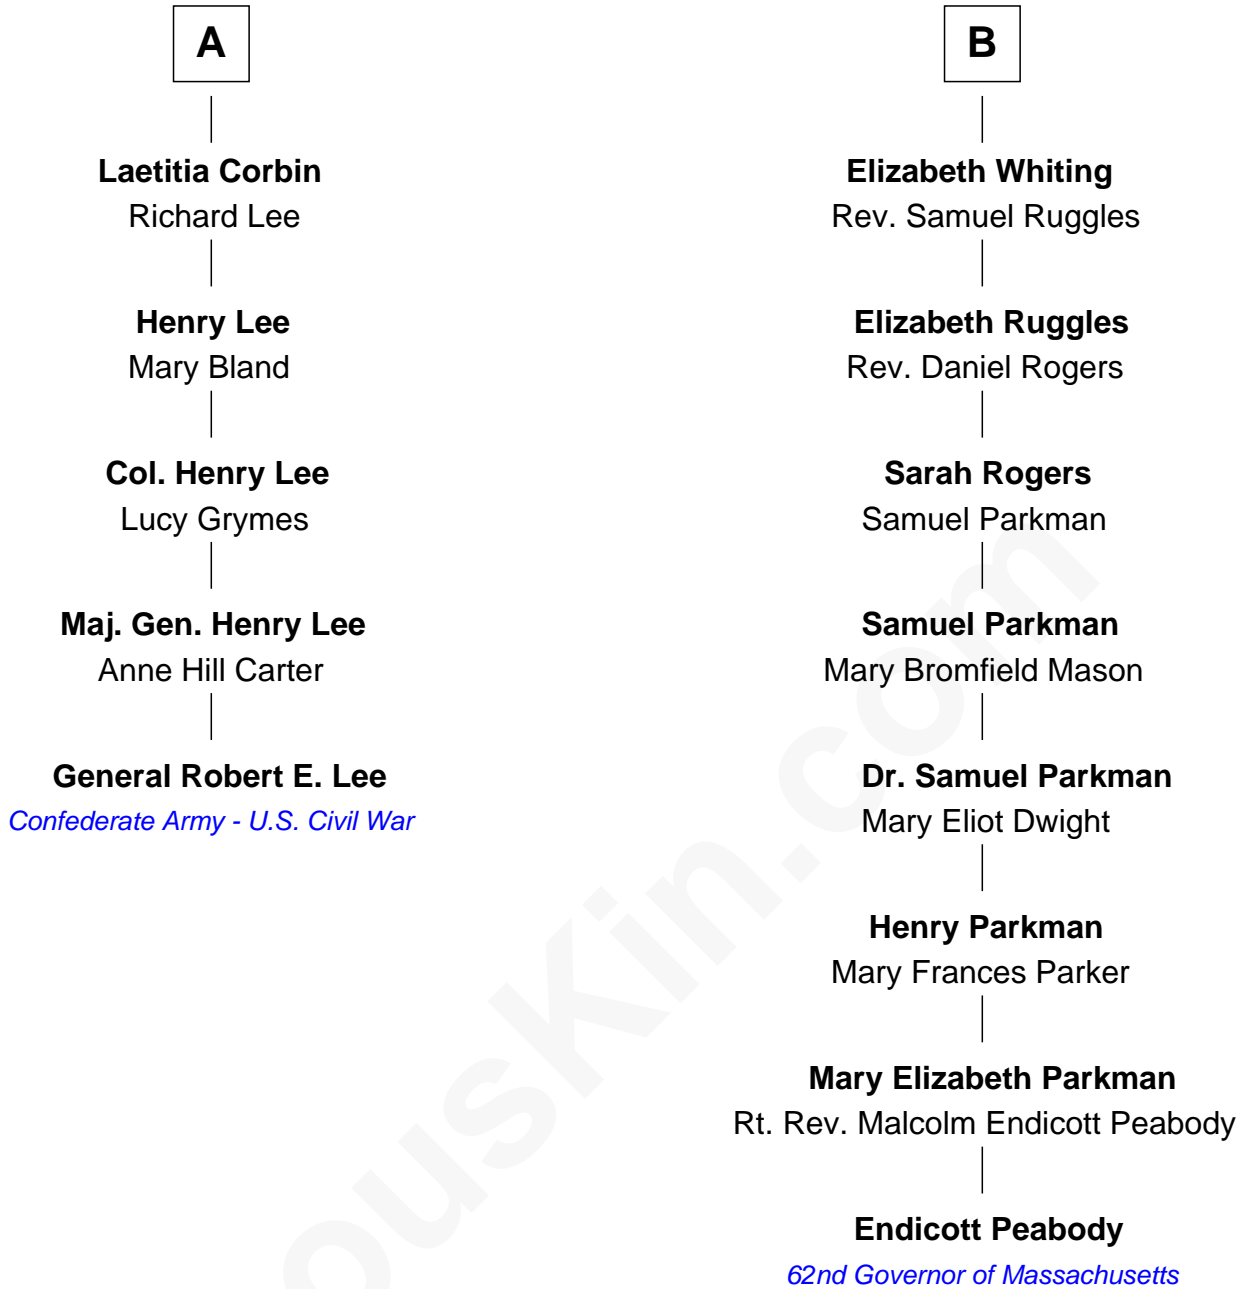 A
Laetitia Corbin
Richard Lee
Henry Lee
Mary Bland
Col. Henry Lee
Lucy Grymes
Maj. Gen. Henry Lee
Anne Hill Carter
General Robert E. Lee
Confederate Army - U.S. Civil War
B
Elizabeth Whiting
Rev. Samuel Ruggles
Elizabeth Ruggles
Rev. Daniel Rogers
Sarah Rogers
Samuel Parkman
Samuel Parkman
Mary Bromfield Mason
Dr. Samuel Parkman
Mary Eliot Dwight
Henry Parkman
Mary Frances Parker
Mary Elizabeth Parkman
Rt. Rev. Malcolm Endicott Peabody
Endicott Peabody
62nd Governor of Massachusetts
ousKin.com